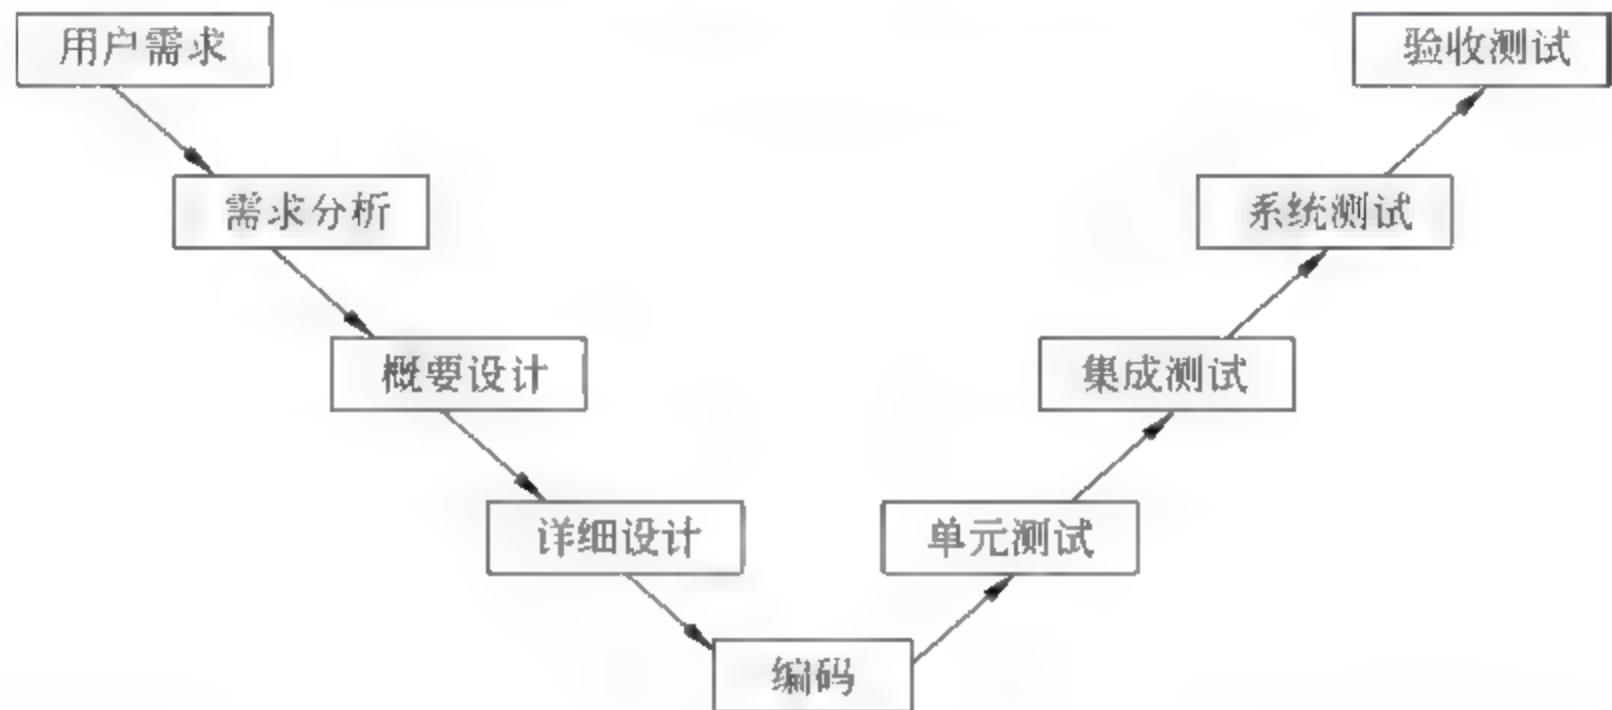 用户需求
验收测试
需求分析
系统测试
概要设计
集成测试
详细设计
单元测试
编码